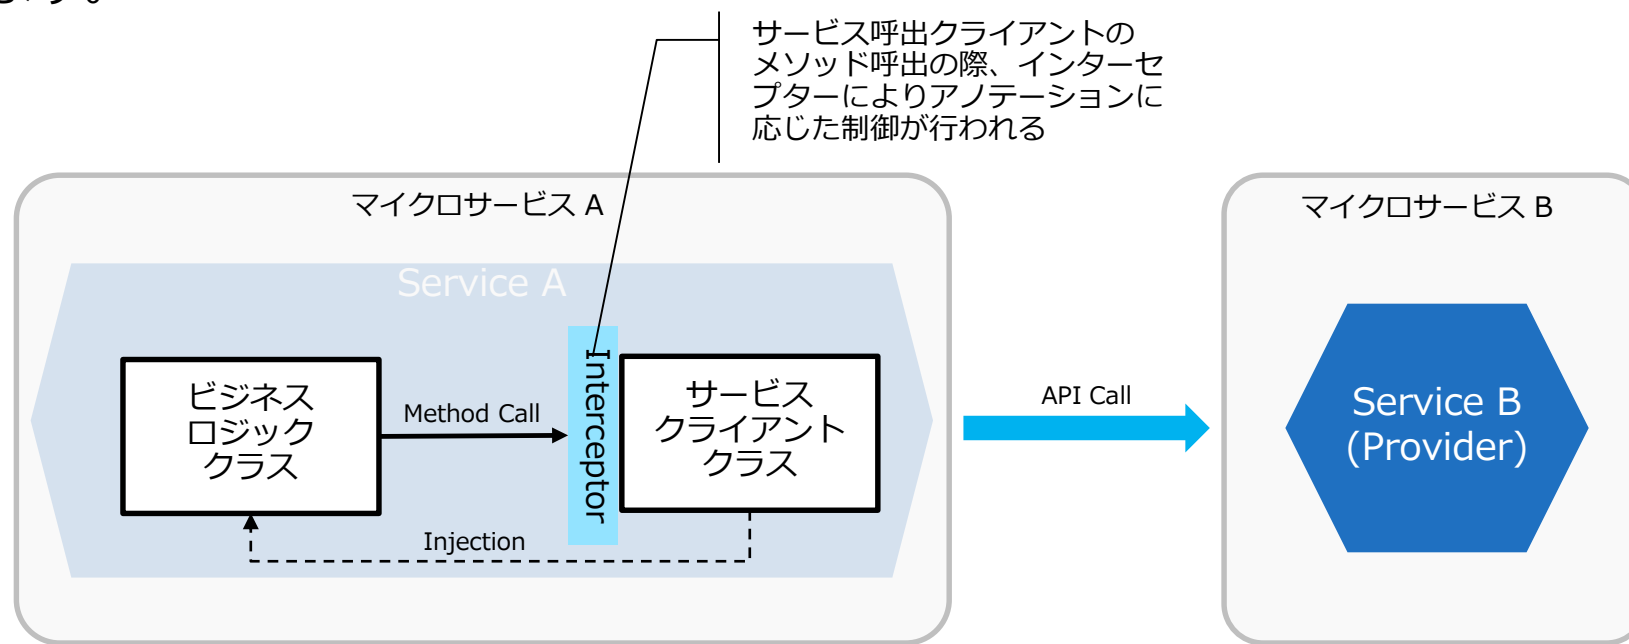 サービス呼出クライアントの
メソッド呼出の際、インターセ
プターによりアノテーションに
応じた制御が行われる
マイクロサービス A
マイクロサービス B
Service A
ビジネス
ロジック
クラス
Method Call
Interceptor
サービス
クライアント
クラス
Injection
API Call
Service B
(Provider)